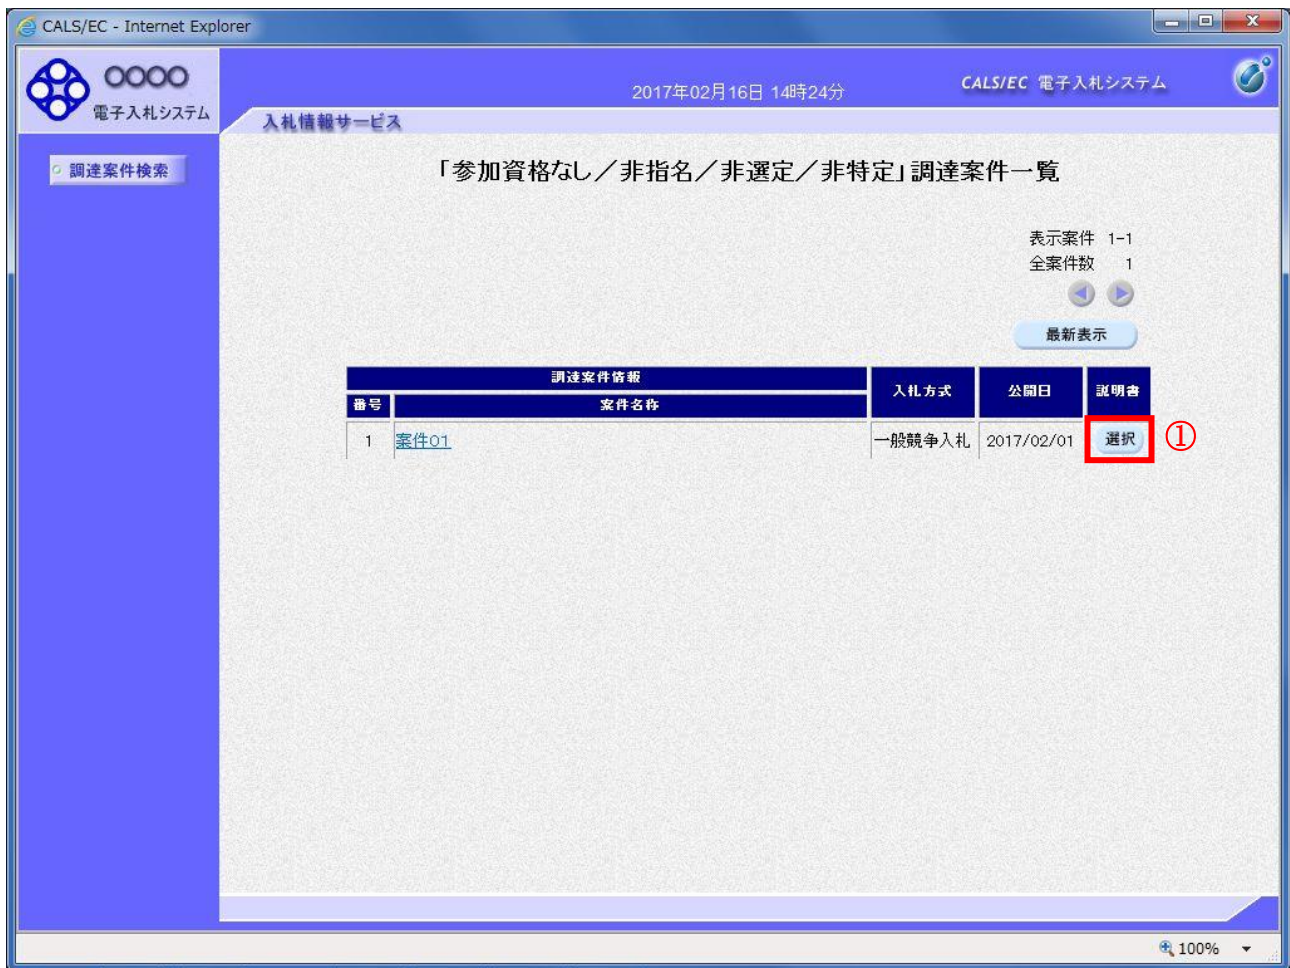 CALS/EC - Internet Explorer
〇〇〇〇
電子入札システム
2017年02月16日 14時24分
CALS/EC 電子入札システム
入札情報サービス
調達案件検索
「参加資格なし／非指名／非選定／非特定」調達案件一覧
表示案件 1-1
全案件数 1
最新表示
調達案件情報
番号 案件名称 入札方式 公開日 説明書
1 案件01 一般競争入札 2017/02/01 選択 ①
100%